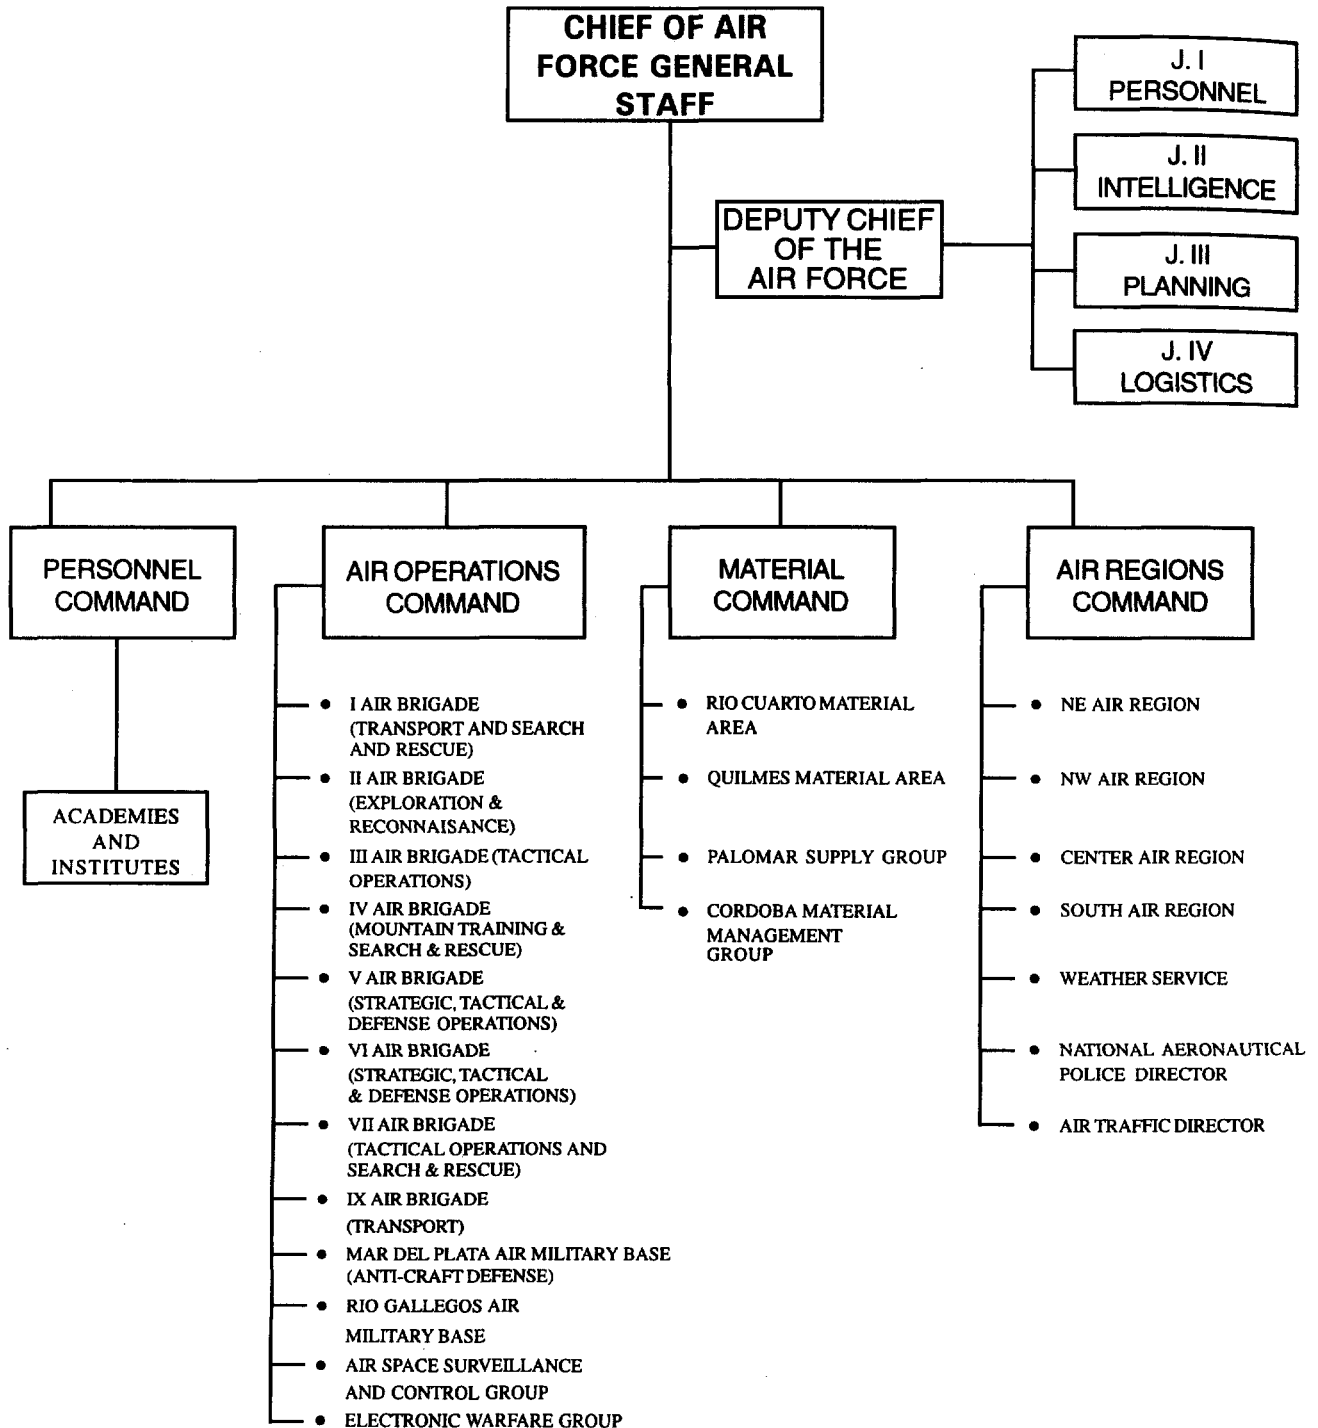 CHIEF OF AIR
FORCE GENERAL
STAFF
J. I
PERSONNEL
J. II
INTELLIGENCE
DEPUTY CHIEF
OF THE
AIR FORCE
J. III
PLANNING
J. IV
LOGISTICS
PERSONNEL
COMMAND
ACADEMIES
AND
INSTITUTES
AIR OPERATIONS
COMMAND
• I AIR BRIGADE
(TRANSPORT AND SEARCH
AND RESCUE)
• II AIR BRIGADE
(EXPLORATION &
RECONNAISANCE)
• III AIR BRIGADE (TACTICAL
OPERATIONS)
• IV AIR BRIGADE
(MOUNTAIN TRAINING &
SEARCH & RESCUE)
• V AIR BRIGADE
(STRATEGIC, TACTICAL &
DEFENSE OPERATIONS)
• VI AIR BRIGADE
(STRATEGIC, TACTICAL
& DEFENSE OPERATIONS)
• VII AIR BRIGADE
(TACTICAL OPERATIONS AND
SEARCH & RESCUE)
• IX AIR BRIGADE
(TRANSPORT)
• MAR DEL PLATA AIR MILITARY BASE
(ANTI-CRAFT DEFENSE)
• RIO GALLEGOS AIR
MILITARY BASE
• AIR SPACE SURVEILLANCE
AND CONTROL GROUP
• ELECTRONIC WARFARE GROUP
MATERIAL
COMMAND
• RIO CUARTO MATERIAL
AREA
• QUILMES MATERIAL AREA
• PALOMAR SUPPLY GROUP
• CORDOBA MATERIAL
MANAGEMENT
GROUP
AIR REGIONS
COMMAND
• NE AIR REGION
• NW AIR REGION
• CENTER AIR REGION
• SOUTH AIR REGION
• WEATHER SERVICE
• NATIONAL AERONAUTICAL
POLICE DIRECTOR
• AIR TRAFFIC DIRECTOR